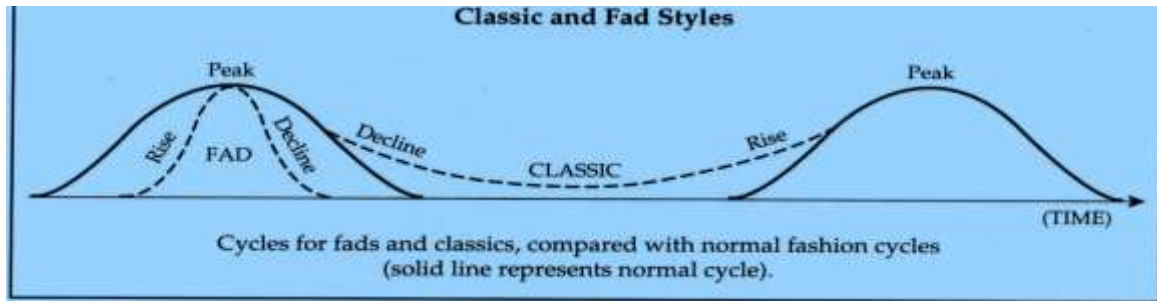 Classic and Fad Styles
Peak
Peak
Rise
FAD
Decline
Decline
CLASSIC
Rise
(TIME)
Cycles for fads and classics, compared with normal fashion cycles
(solid line represents normal cycle).